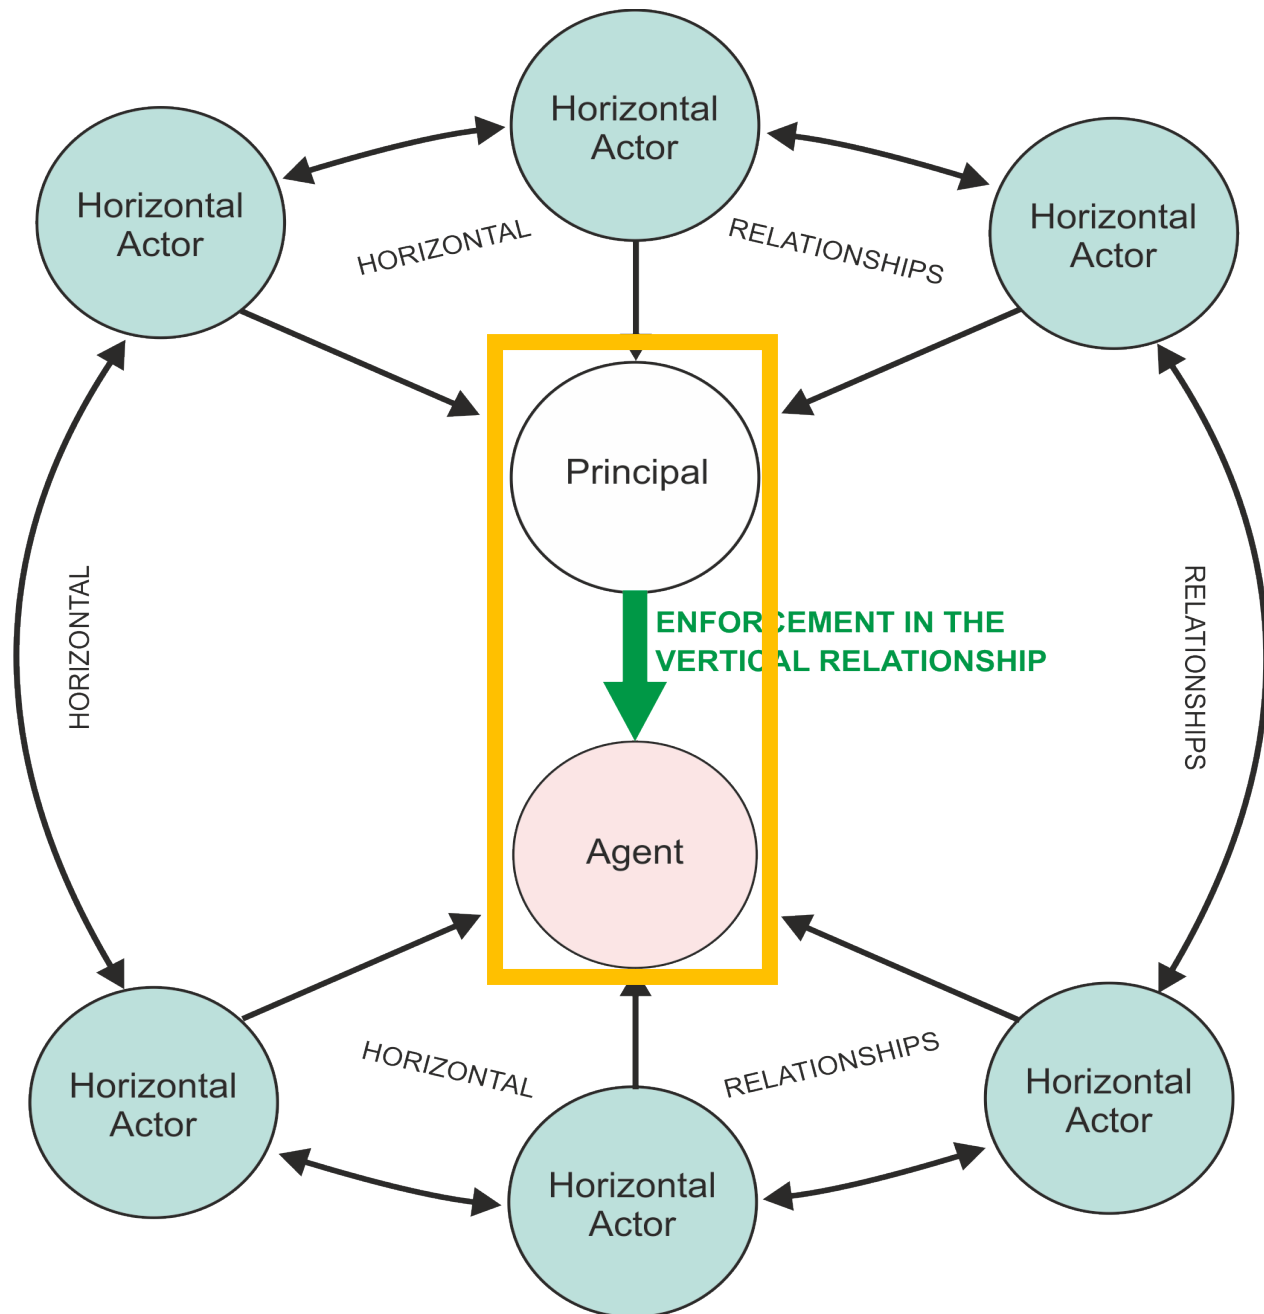 Horizontal
Actor
Horizontal
Actor
Horizontal
Actor
HORIZONTAL
RELATIONSHIPS
Principal
HORIZONTAL
RELATIONSHIPS
ENFORCEMENT IN THE
VERTICAL RELATIONSHIP
Agent
HORIZONTAL
RELATIONSHIPS
Horizontal
Actor
Horizontal
Actor
Horizontal
Actor